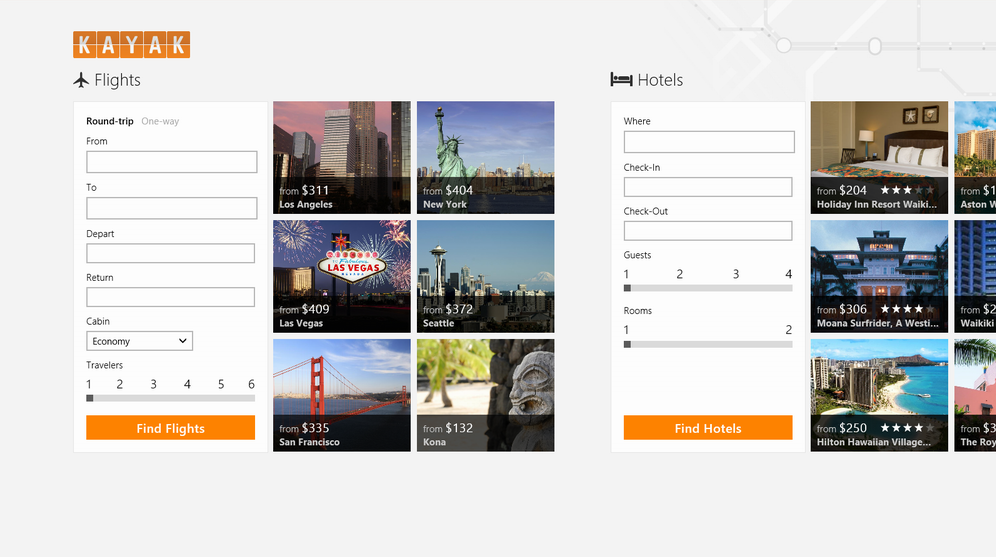 KAYAK
Flights
Round-trip One-way
From
To
Depart
Return
Cabin
Economy
Travelers
1 2 3 4 5 6
Find Flights
from $311
Los Angeles
from $404
New York
Fabulous
LAS VEGAS
from $409
Las Vegas
from $372
Seattle
from $335
San Francisco
from $132
Kona
Hotels
Where
Check-In
Check-Out
Guests
1 2 3 4
Rooms
1 2
Find Hotels
from $204
Holiday Inn Resort Waiki...
from $1
Aston W
from $306
Moana Surfrider, A Westi...
from $2
Waikiki
from $250
Hilton Hawaiian Village...
from $3
The Roy